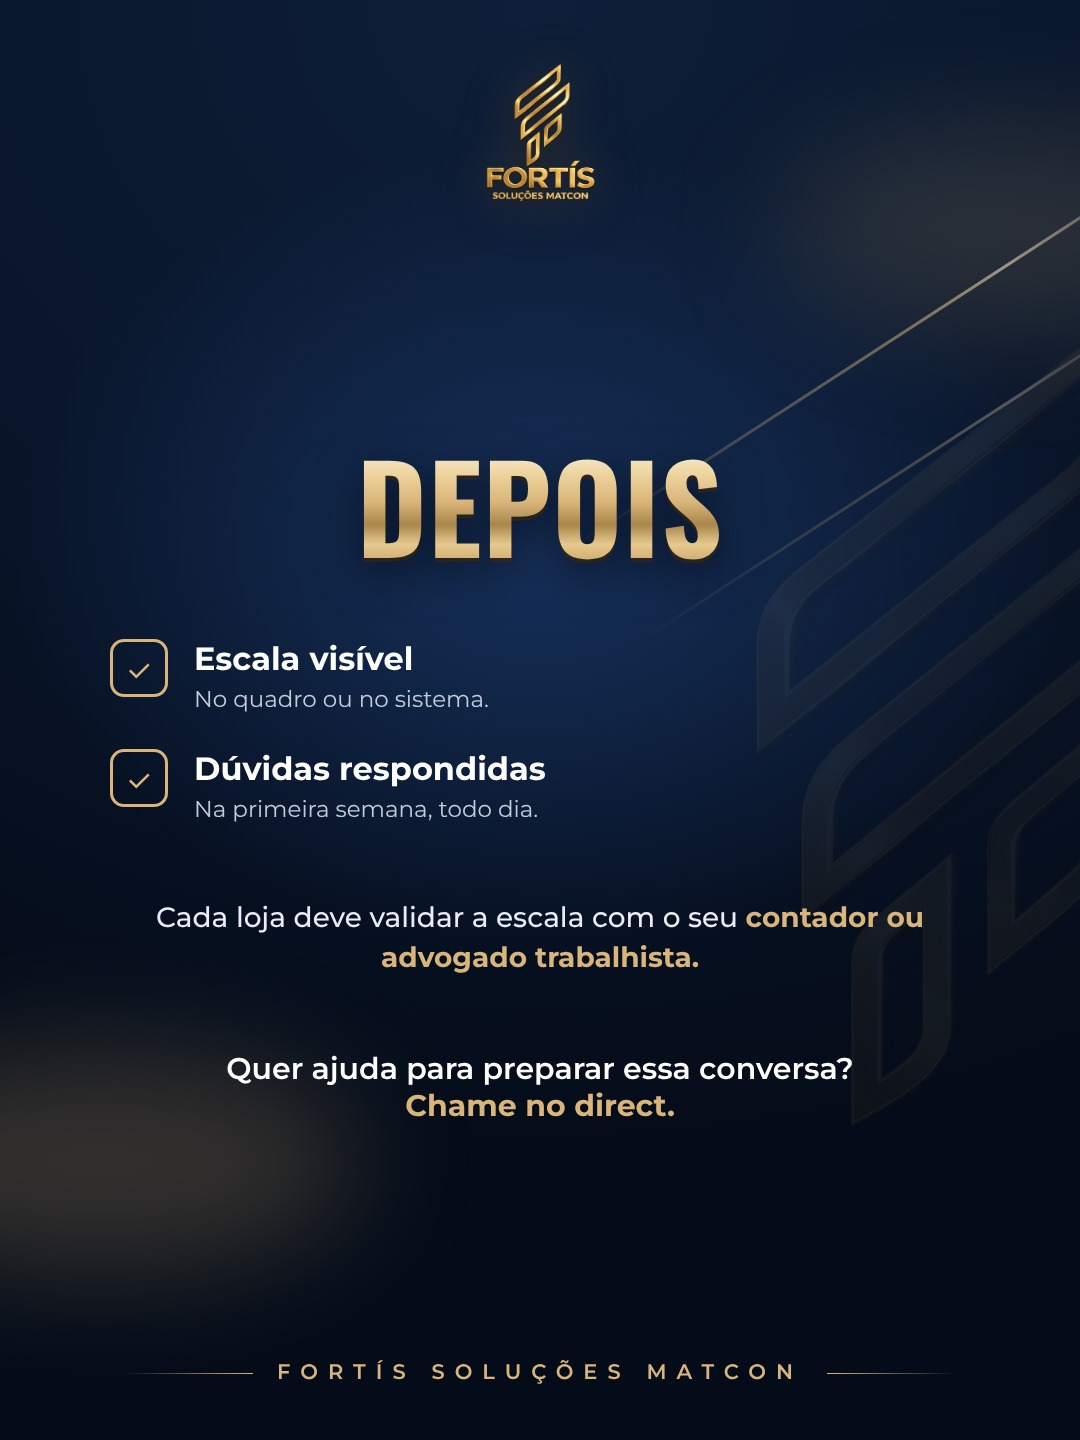 FORTÍS
SOLUÇÕES MATCON
DEPOIS
Escala visível
No quadro ou no sistema.
Dúvidas respondidas
Na primeira semana, todo dia.
Cada loja deve validar a escala com o seu contador ou
advogado trabalhista.
Quer ajuda para preparar essa conversa?
Chame no direct.
FORTÍS SOLUÇÕES MATCON